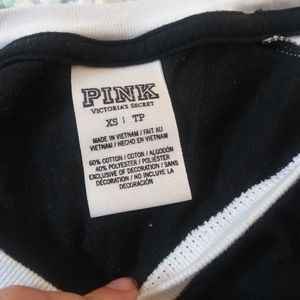 PINK
VICTORIA'S SECRET
XS | TP
MADE IN VIETNAM / FAIT AU
VIETNAM / HECHO EN VIETNAM
60% COTTON / COTON / ALGODÓN
40% POLYESTER / POLIÉSTER
EXCLUSIVE OF DECORATION / SANS
DÉCORATION / NO INCLUYE LA
DECORACIÓN